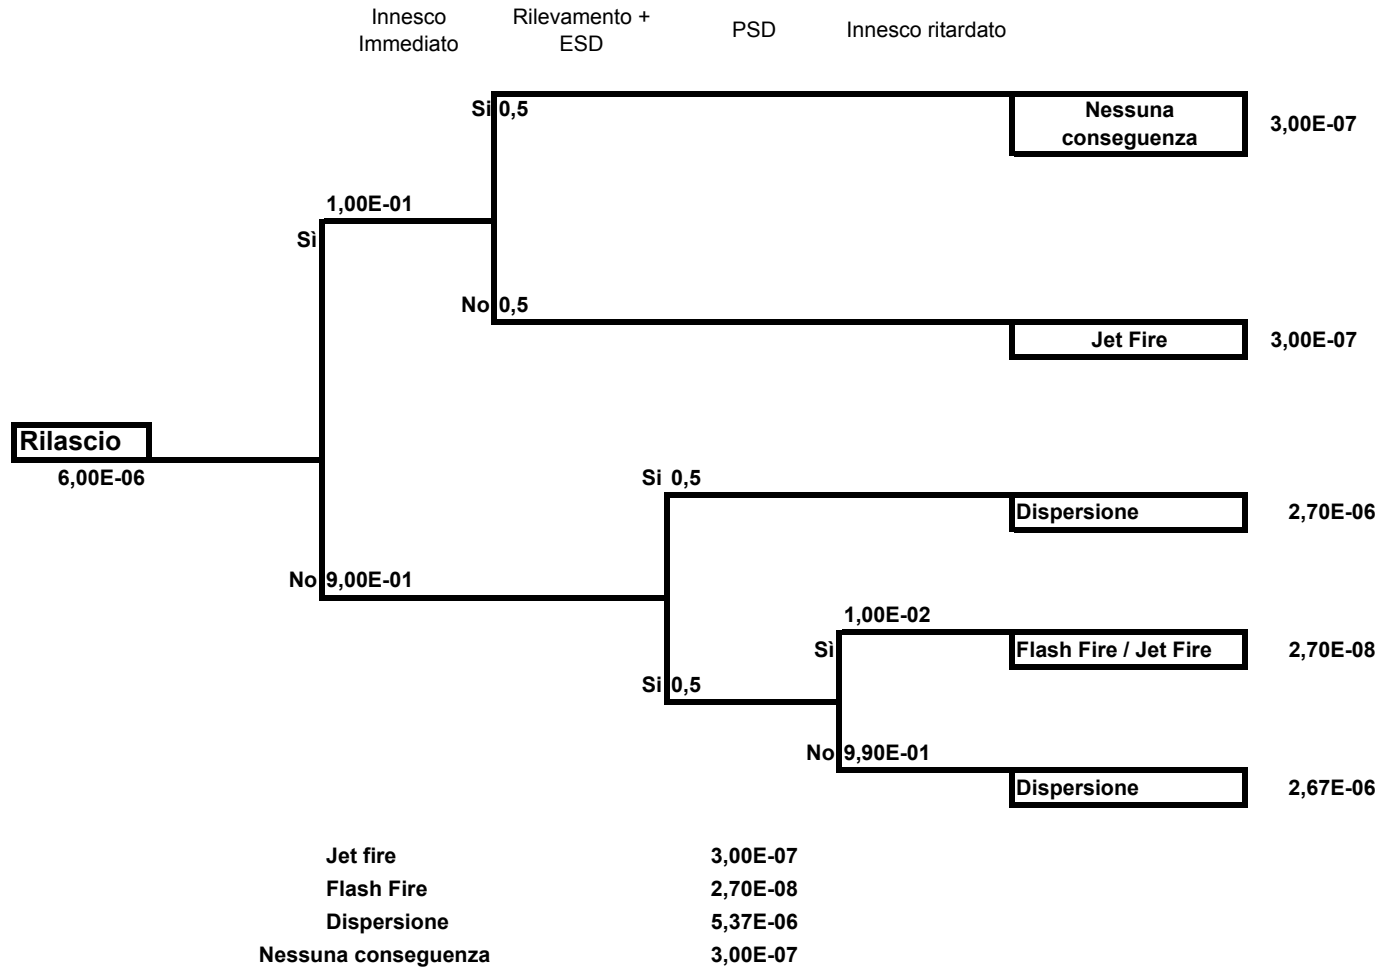 Innesco
Immediato
Rilevamento +
ESD
PSD
Innesco ritardato
Si 0,5
Nessuna
conseguenza
3,00E-07
1,00E-01
Sì
No 0,5
Jet Fire
3,00E-07
Rilascio
6,00E-06
Si 0,5
Dispersione
2,70E-06
No 9,00E-01
1,00E-02
Sì
Flash Fire / Jet Fire
2,70E-08
Si 0,5
No 9,90E-01
Dispersione
2,67E-06
Jet fire 3,00E-07
Flash Fire 2,70E-08
Dispersione 5,37E-06
Nessuna conseguenza 3,00E-07